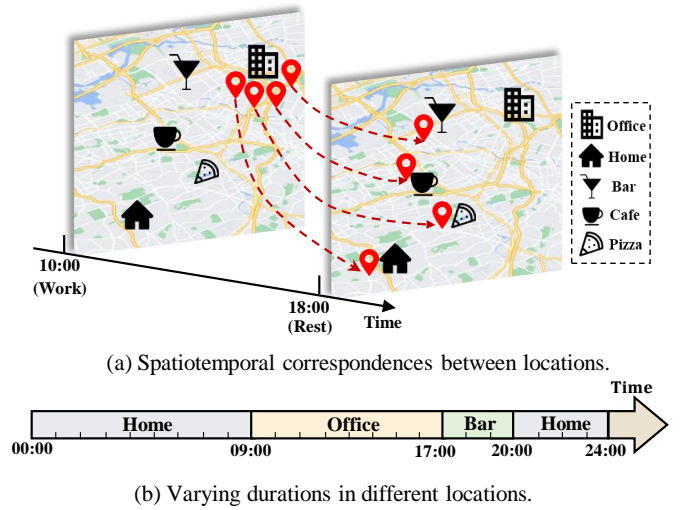 Office
Home
Bar
Cafe
Pizza
10:00
(Work)
18:00
(Rest)
Time
(a) Spatiotemporal correspondences between locations.
Time
Home Office Bar Home
00:00 09:00 17:00 20:00 24:00
(b) Varying durations in different locations.